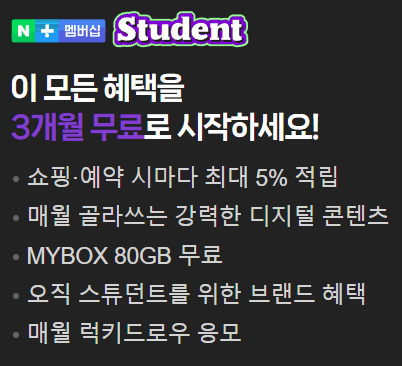 N + 멤버십 Student
이 모든 혜택을
3개월 무료로 시작하세요!
• 쇼핑·예약 시마다 최대 5% 적립
• 매월 골라쓰는 강력한 디지털 콘텐츠
• MYBOX 80GB 무료
• 오직 스튜던트를 위한 브랜드 혜택
• 매월 럭키드로우 응모